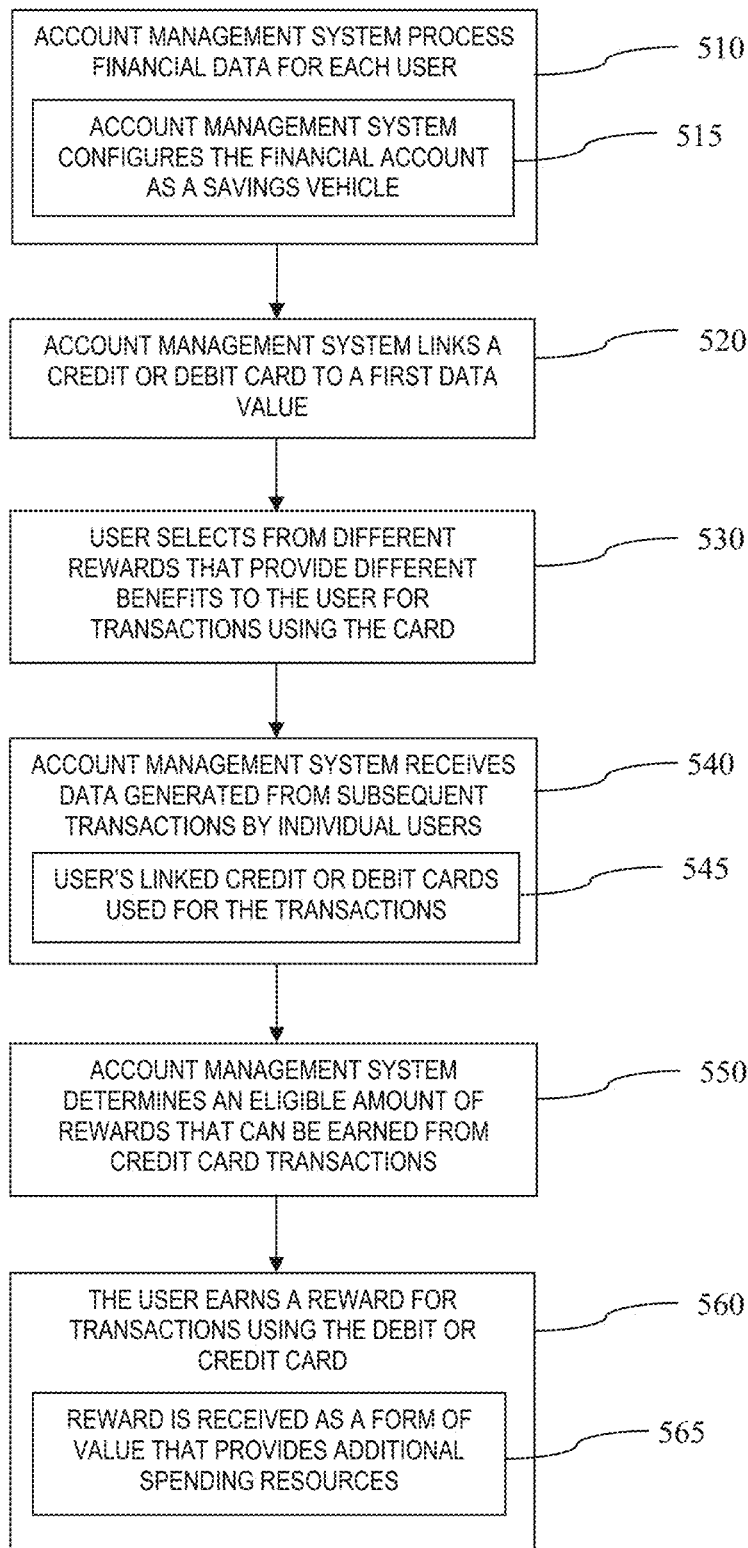 ACCOUNT MANAGEMENT SYSTEM PROCESS
FINANCIAL DATA FOR EACH USER
510
ACCOUNT MANAGEMENT SYSTEM
CONFIGURES THE FINANCIAL ACCOUNT
AS A SAVINGS VEHICLE
515
ACCOUNT MANAGEMENT SYSTEM LINKS A
CREDIT OR DEBIT CARD TO A FIRST DATA
VALUE
520
USER SELECTS FROM DIFFERENT
REWARDS THAT PROVIDE DIFFERENT
BENEFITS TO THE USER FOR
TRANSACTIONS USING THE CARD
530
ACCOUNT MANAGEMENT SYSTEM RECEIVES
DATA GENERATED FROM SUBSEQUENT
TRANSACTIONS BY INDIVIDUAL USERS
540
USER'S LINKED CREDIT OR DEBIT CARDS
USED FOR THE TRANSACTIONS
545
ACCOUNT MANAGEMENT SYSTEM
DETERMINES AN ELIGIBLE AMOUNT OF
REWARDS THAT CAN BE EARNED FROM
CREDIT CARD TRANSACTIONS
550
THE USER EARNS A REWARD FOR
TRANSACTIONS USING THE DEBIT OR
CREDIT CARD
560
REWARD IS RECEIVED AS A FORM OF
VALUE THAT PROVIDES ADDITIONAL
SPENDING RESOURCES
565